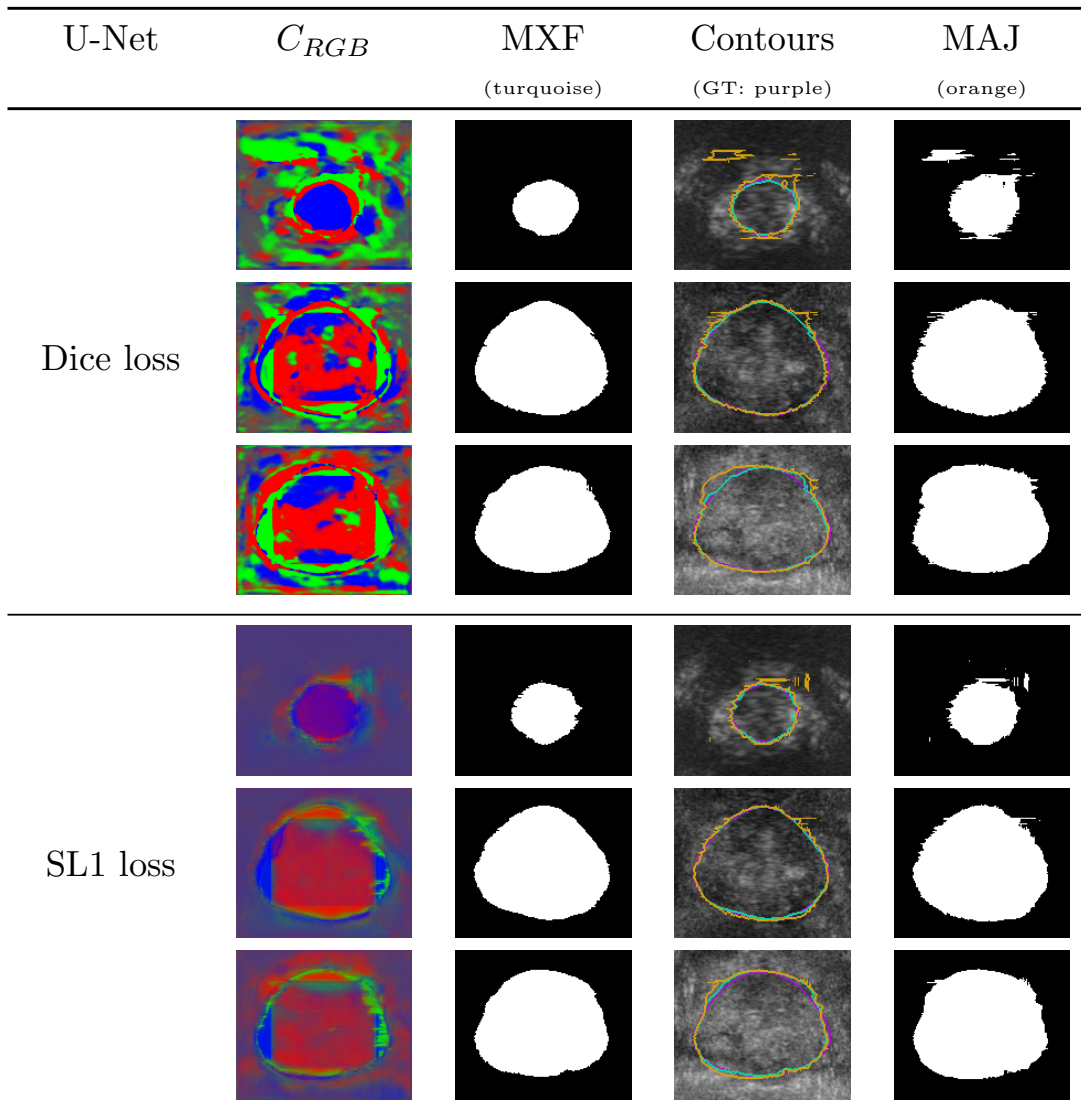 U-Net C_{RGB} MXF Contours MAJ
(turquoise) (GT: purple) (orange)
Dice loss
SL1 loss